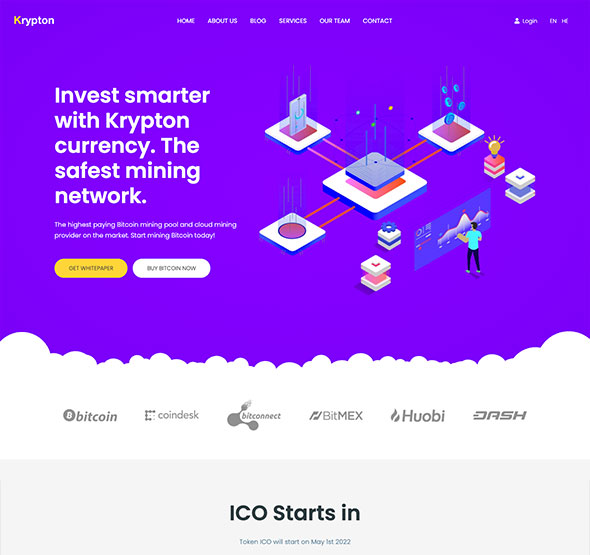 Krypton
HOME ABOUT US BLOG SERVICES OUR TEAM CONTACT
Login EN HE
Invest smarter
with Krypton
currency. The
safest mining
network.
The highest paying Bitcoin mining pool and cloud mining
provider on the market. Start mining Bitcoin today!
GET WHITEPAPER BUY BITCOIN NOW
bitcoin coindesk bitconnect BitMEX Huobi DASH
ICO Starts in
Token ICO will start on May 1st 2022